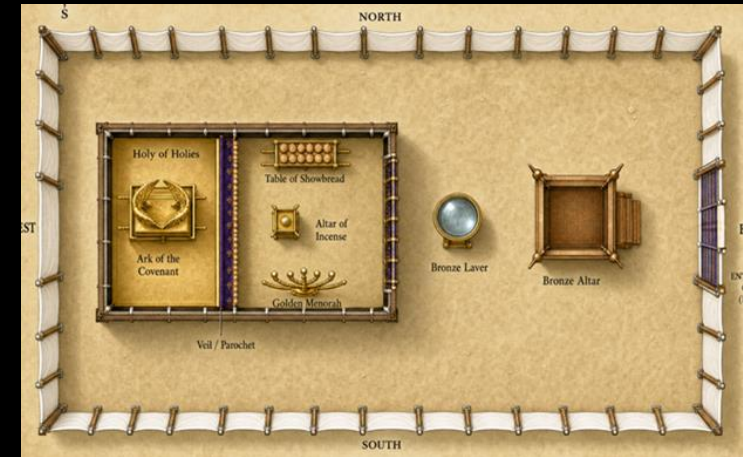 S
NORTH
Holy of Holies
Table of Showbread
Altar of
Incense
EST
Ark of the
Covenant
Bronze Laver
Bronze Altar
Golden Menorah
Veil / Parochet
SOUTH